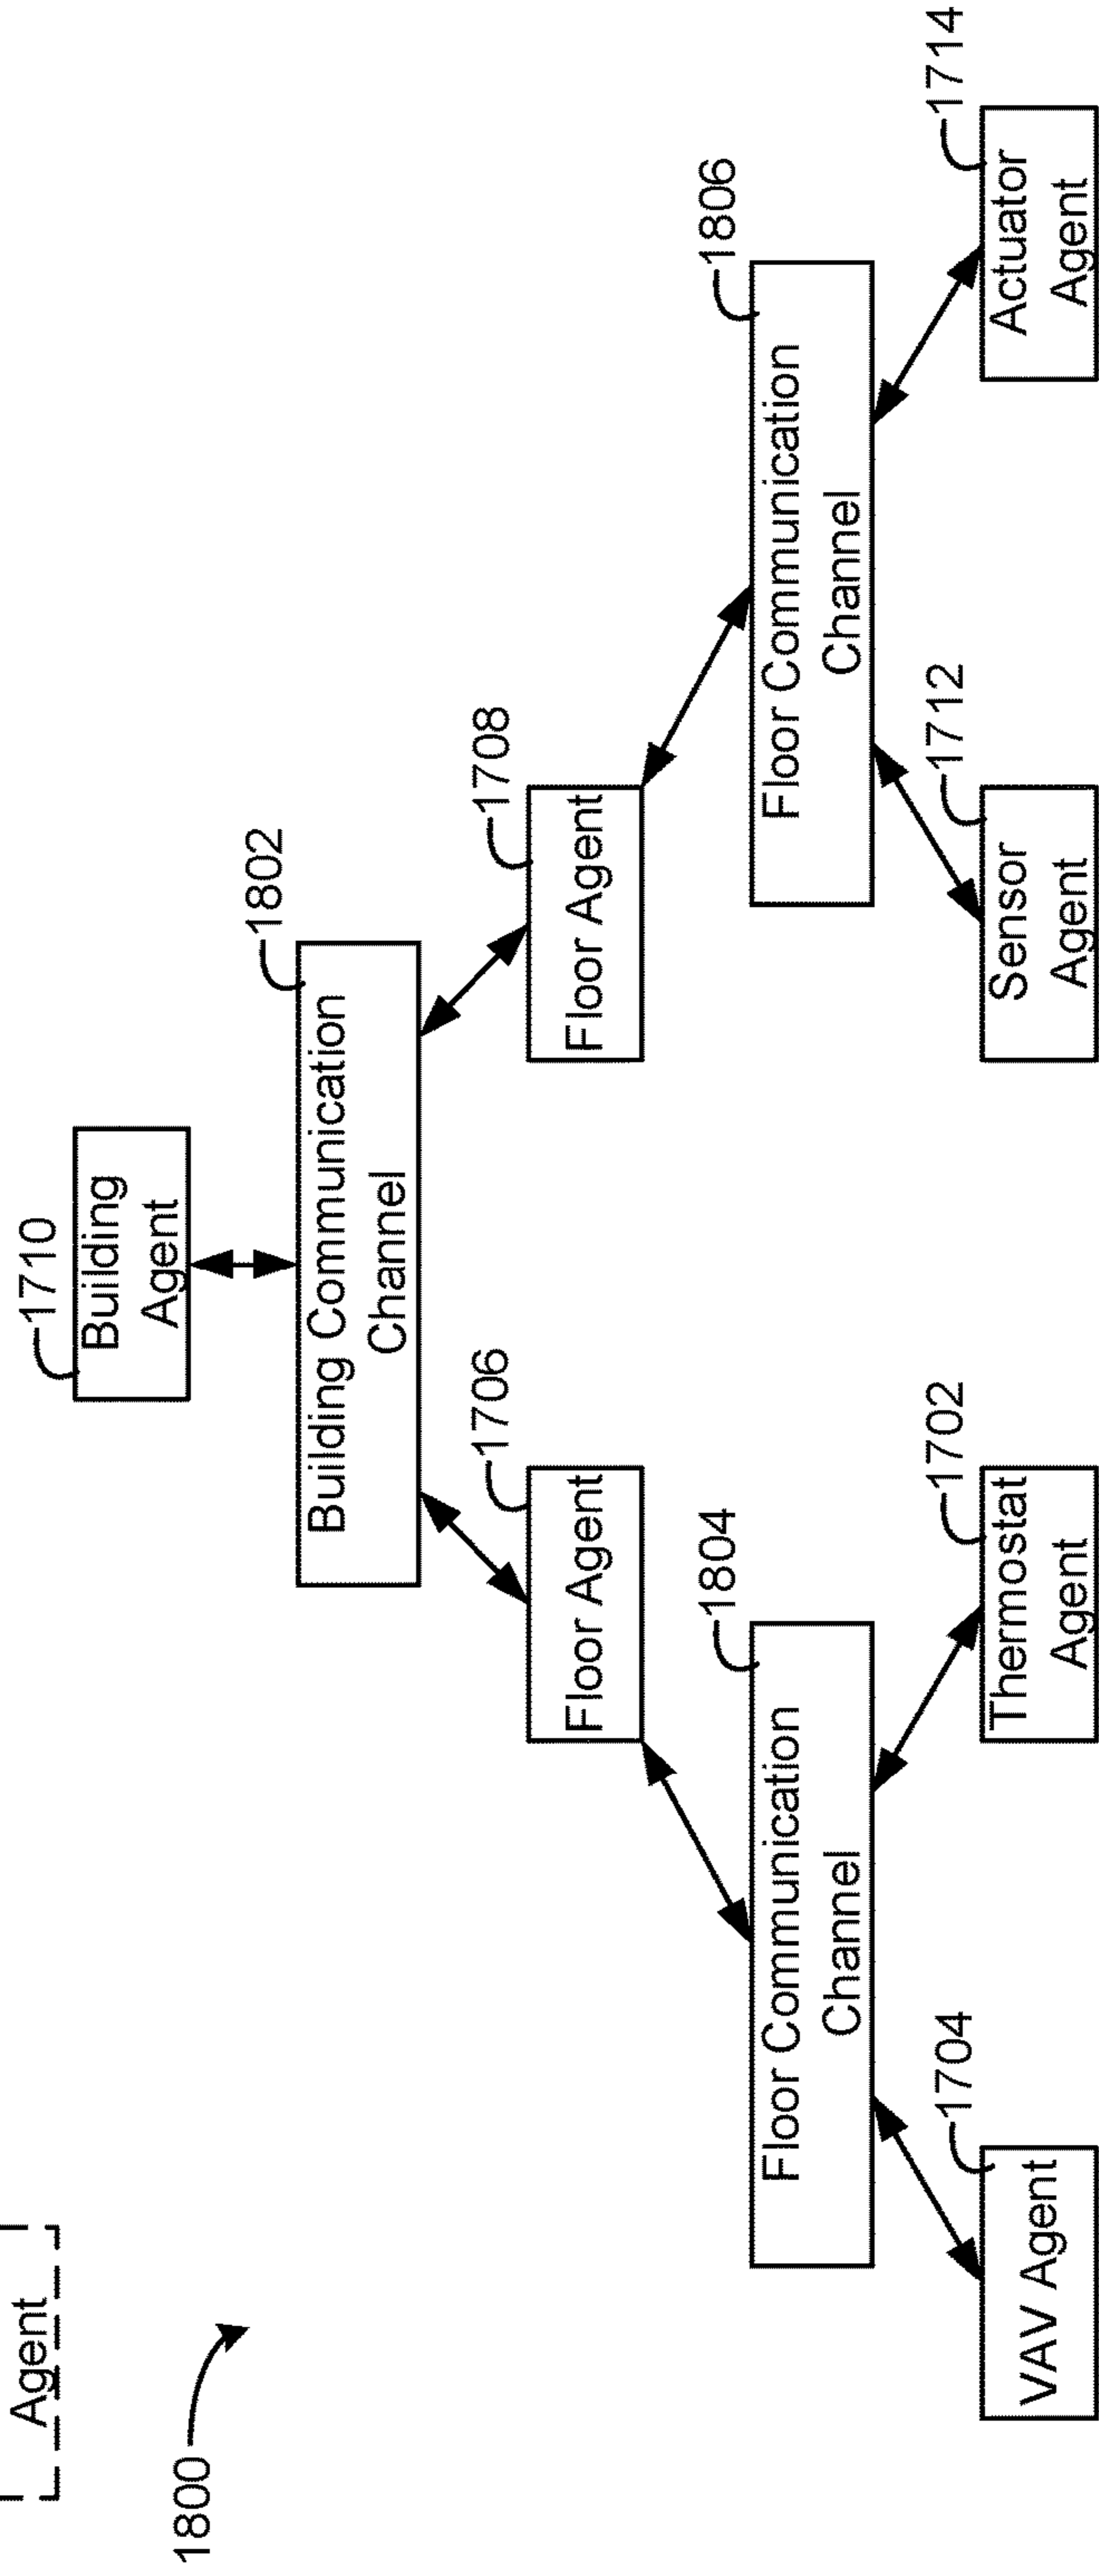 Agent
1800
1710
Building
Agent
1802
Building Communication
Channel
1706
Floor Agent
1708
Floor Agent
1804
Floor Communication
Channel
1806
Floor Communication
Channel
1704
VAV Agent
1702
Thermostat
Agent
1712
Sensor
Agent
1714
Actuator
Agent